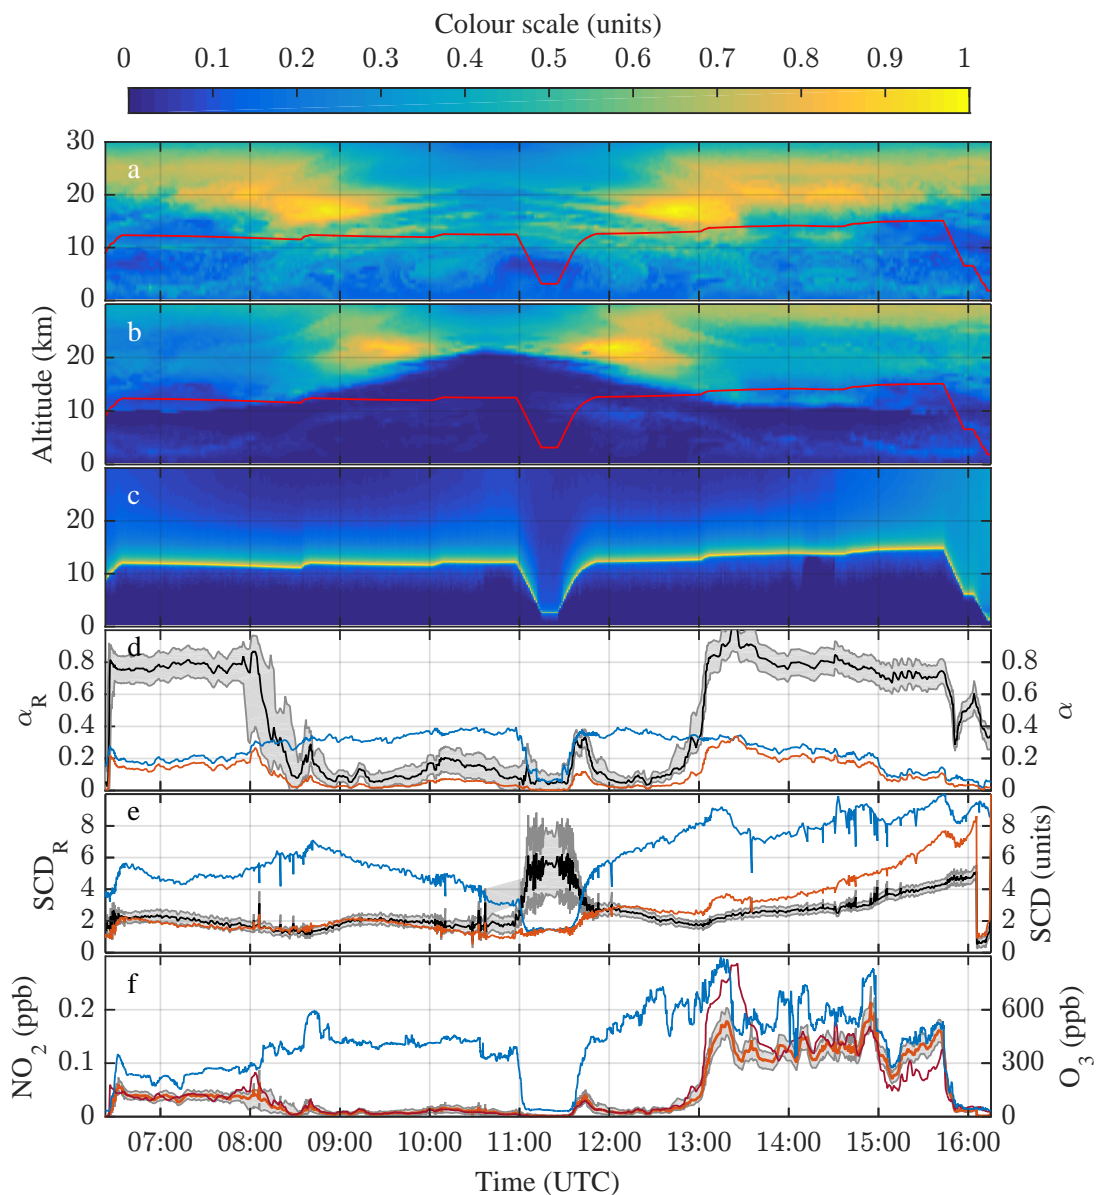 Colour scale (units)
0 0.1 0.2 0.3 0.4 0.5 0.6 0.7 0.8 0.9 1
30
a
20
10
0
b
20
10
0
Altitude (km)
c
20
10
0
d
0.8
0.6
0.4
0.2
0
α_R
0.8
0.6
0.4
0.2
0
α
e
8
6
4
2
0
SCD_R
8
6
4
2
0
SCD (units)
f
0.2
0.1
0
NO_2 (ppb)
600
300
0
O_3 (ppb)
07:00 08:00 09:00 10:00 11:00 12:00 13:00 14:00 15:00 16:00
Time (UTC)